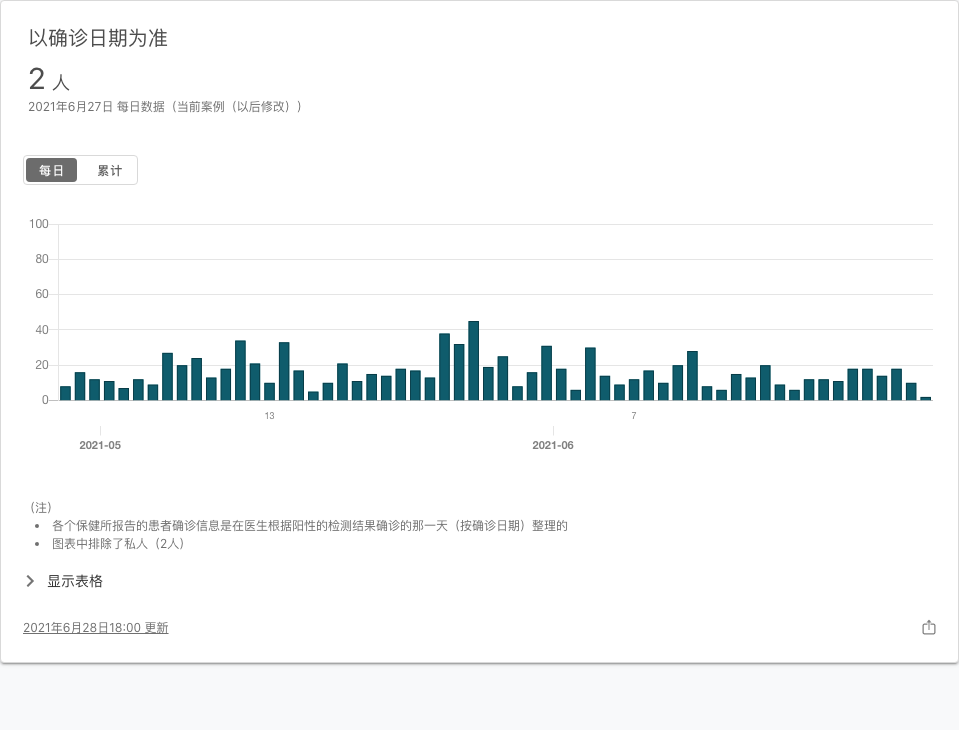 以确诊日期为准
2 人
2021年6月27日 每日数据（当前案例（以后修改））
每日 累计
100
80
60
40
20
0
13 7
2021-05 2021-06
（注）
• 各个保健所报告的患者确诊信息是在医生根据阳性的检测结果确诊的那一天（按确诊日期）整理的
• 图表中排除了私人（2人）
显示表格
2021年6月28日18:00 更新